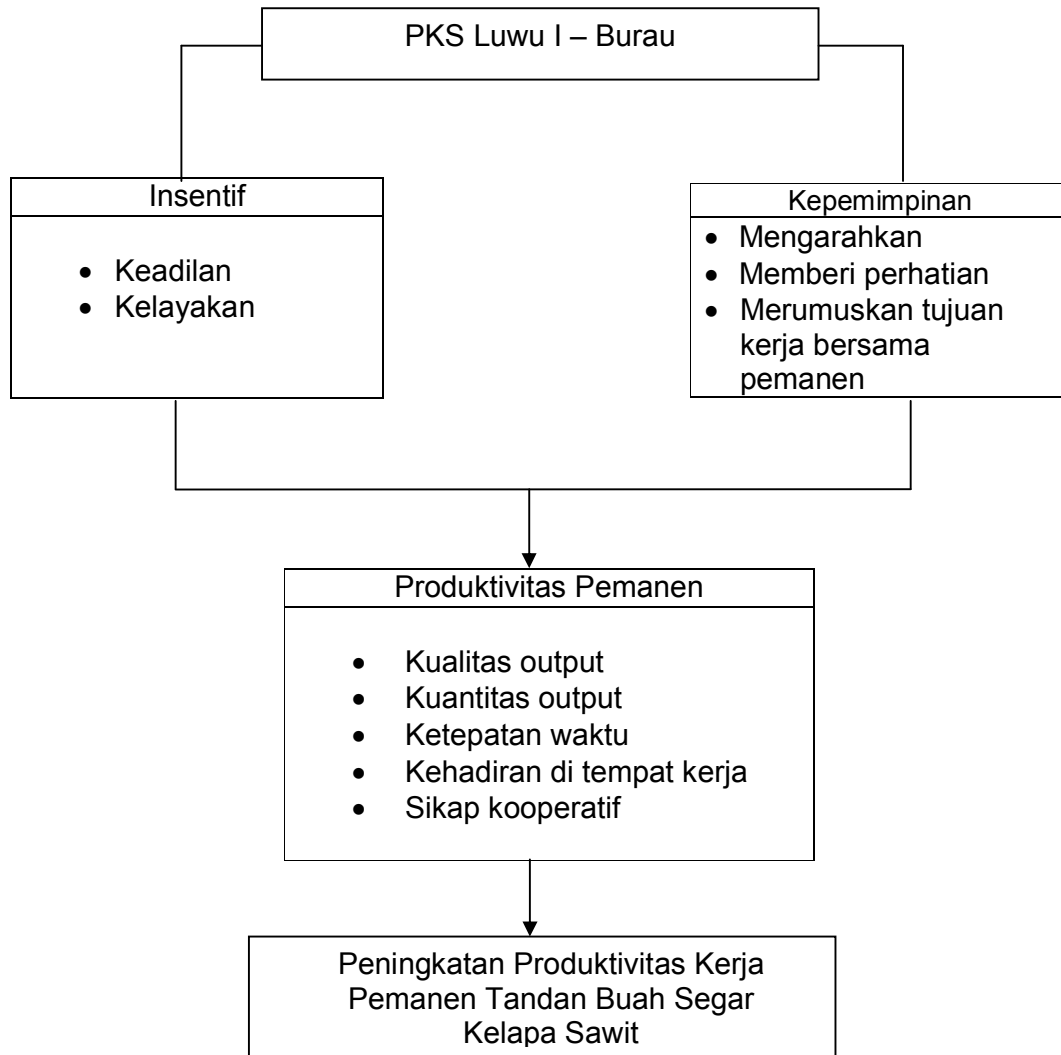 PKS Luwu I – Burau
Insentif
• Keadilan
• Kelayakan
Kepemimpinan
• Mengarahkan
• Memberi perhatian
• Merumuskan tujuan
kerja bersama
pemanen
Produktivitas Pemanen
• Kualitas output
• Kuantitas output
• Ketepatan waktu
• Kehadiran di tempat kerja
• Sikap kooperatif
Peningkatan Produktivitas Kerja
Pemanen Tandan Buah Segar
Kelapa Sawit